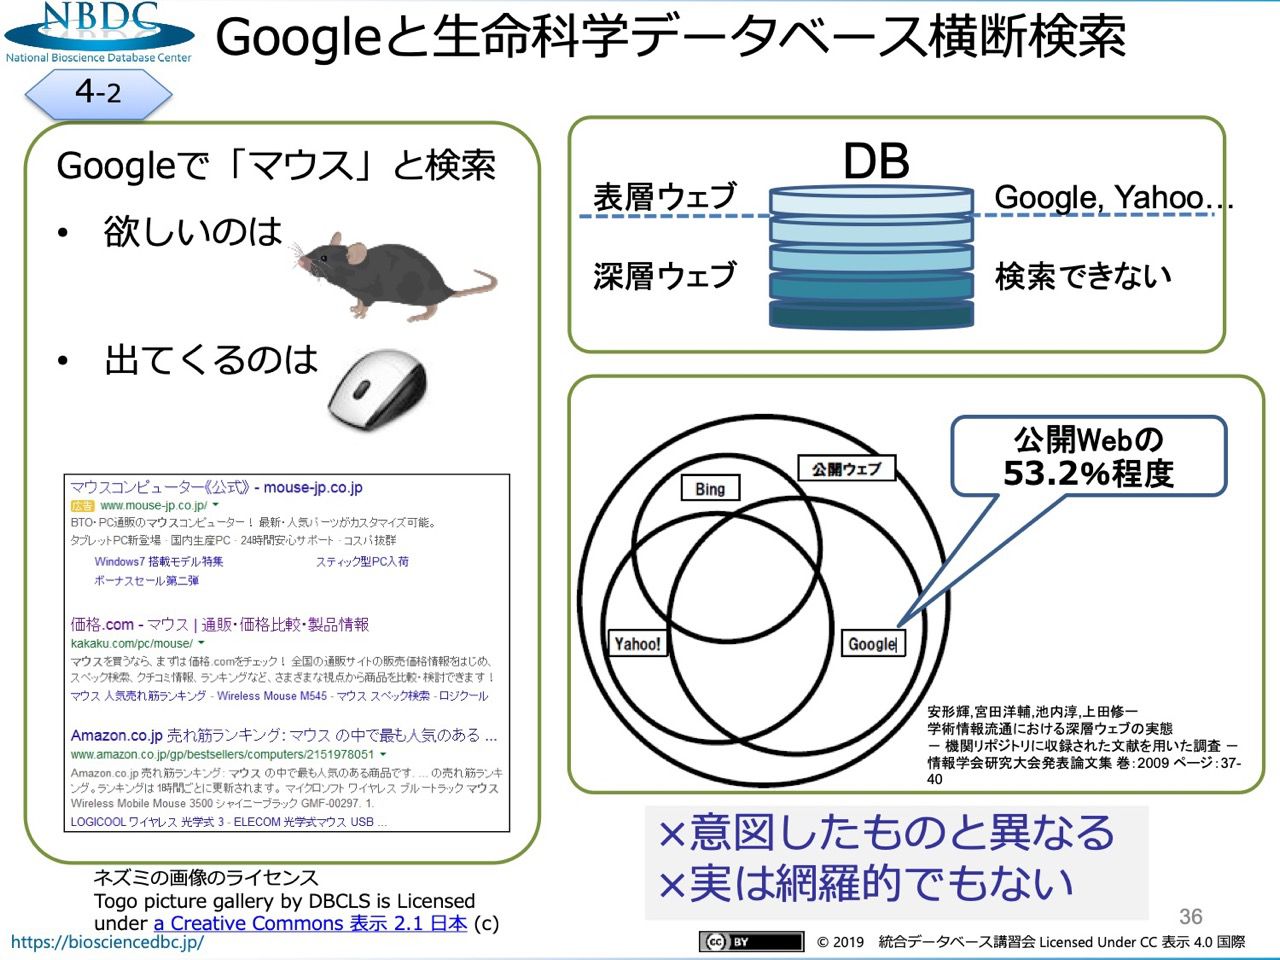 NBDC
National Bioscience Database Center
Googleと生命科学データベース横断検索
4-2
Googleで「マウス」と検索
• 欲しいのは
• 出てくるのは
マウスコンピューター《公式》 - mouse-jp.co.jp
広告 www.mouse-jp.co.jp/
BTO・PC通販のマウスコンピューター！ 最新・人気パーツがカスタマイズ可能。
タブレットPC新登場 - 国内生産PC - 24時間安心サポート - コスパ抜群
Windows7 搭載モデル特集 スティック型PC入荷
ボーナスセール第二弾
価格.com - マウス | 通販・価格比較・製品情報
kakaku.com/pc/mouse/
マウスを買うなら、まずは価格.comをチェック！ 全国の通販サイトの販売価格情報をはじめ、
スペック検索、クチコミ情報、ランキングなど、さまざまな視点から商品を比較・検討できます！
マウス 人気売れ筋ランキング - Wireless Mouse M545 - マウス スペック検索 - ロジクール
Amazon.co.jp 売れ筋ランキング: マウス の中で最も人気のある ...
www.amazon.co.jp/gp/bestsellers/computers/2151978051
Amazon.co.jp 売れ筋ランキング: マウス の中で最も人気のある商品です. ... の売れ筋ランキ
ング。ランキングは1時間ごとに更新されます。 マイクロソフト ワイヤレス ブルートラック マウス
Wireless Mobile Mouse 3500 シャイニーブラック GMF-00297. 1.
LOGICOOL ワイヤレス 光学式 3 - ELECOM 光学式マウス USB ...
ネズミの画像のライセンス
Togo picture gallery by DBCLS is Licensed
under a Creative Commons 表示 2.1 日本 (c)
https://biosciencedbc.jp/
DB
表層ウェブ
Google, Yahoo…
深層ウェブ
検索できない
公開Webの
53.2%程度
公開ウェブ
Bing
Yahoo!
Google
安形輝,宮田洋輔,池内淳,上田修一
学術情報流通における深層ウェブの実態
－ 機関リポジトリに収録された文献を用いた調査 －
情報学会研究大会発表論文集 巻：2009 ページ：37-
40
×意図したものと異なる
×実は網羅的でもない
36
cc BY
© 2019 統合データベース講習会 Licensed Under CC 表示 4.0 国際